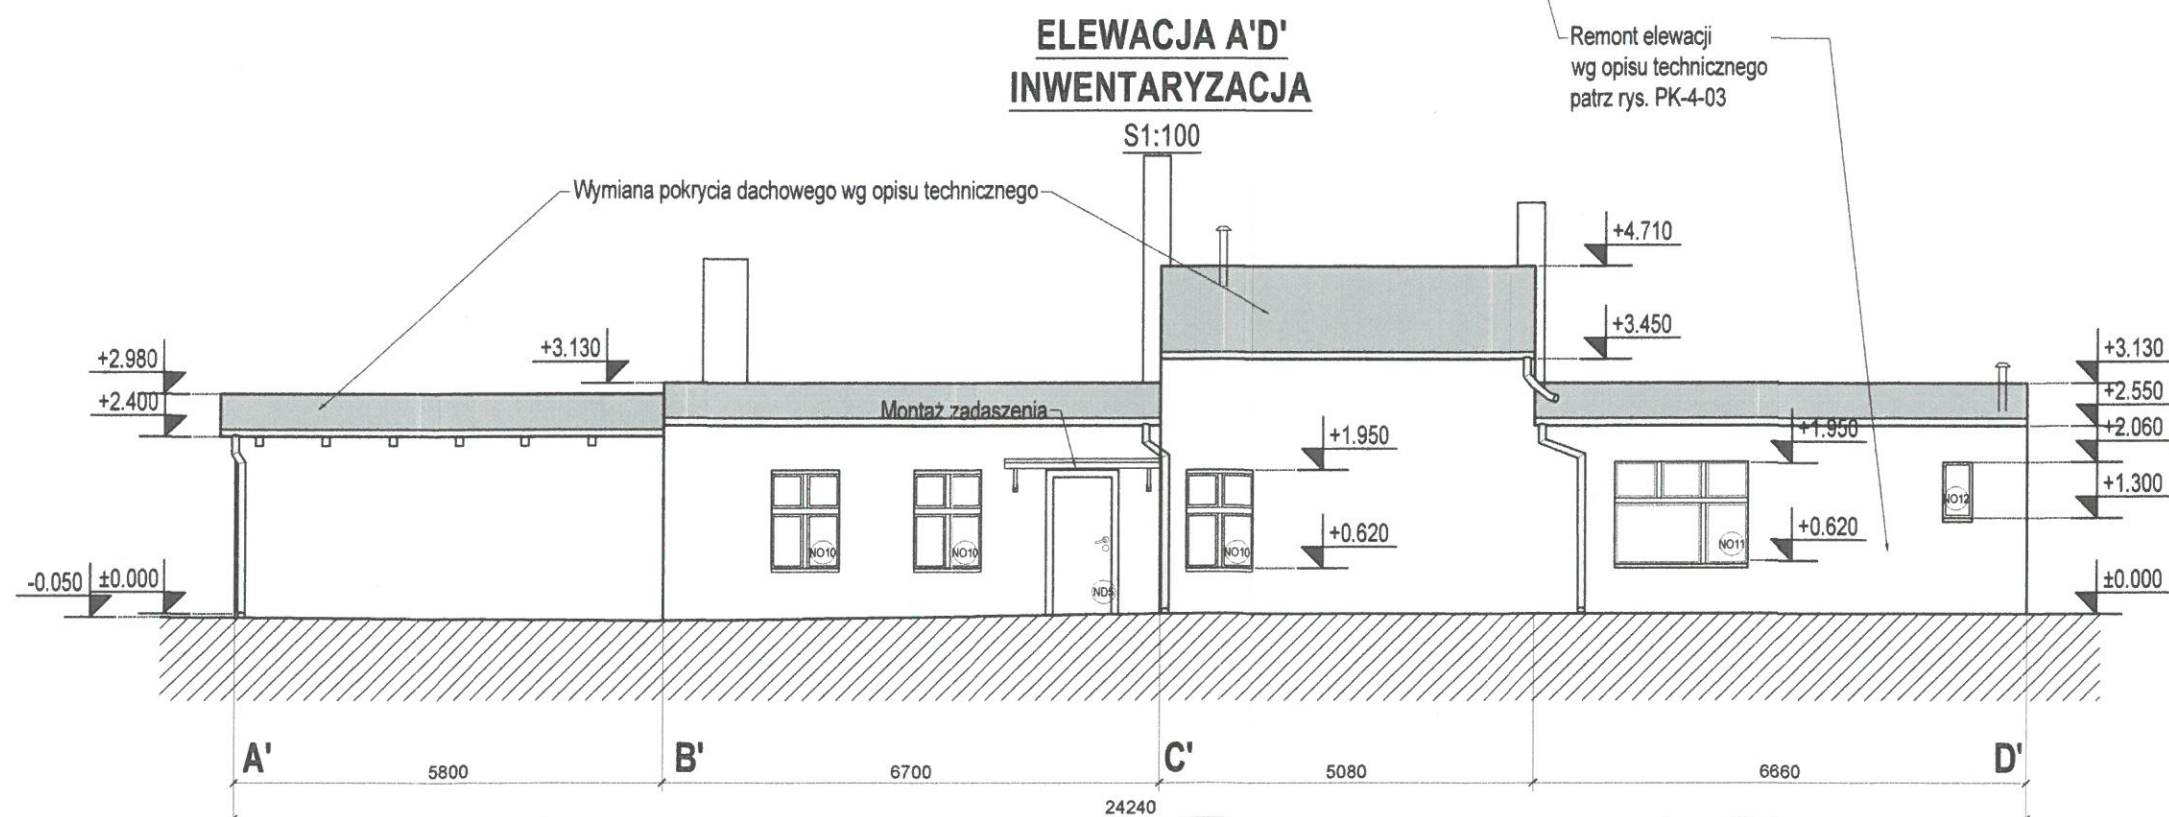 ELEWACJA A'D'
INWENTARYZACJA
S1:100
Remont elewacji
wg opisu technicznego
patrz rys. PK-4-03
Wymiana pokrycia dachowego wg opisu technicznego
+4.710
+3.450
+3.130
+2.980
+2.400
+3.130
+2.550
+2.060
+1.300
Montaż zadaszenia
+1.950
+1.950
+0.620
+0.620
NO10
NO10
NO10
NO11
NO12
ND5
-0.050
±0.000
±0.000
A'
B'
C'
D'
5800
6700
5080
6660
24240